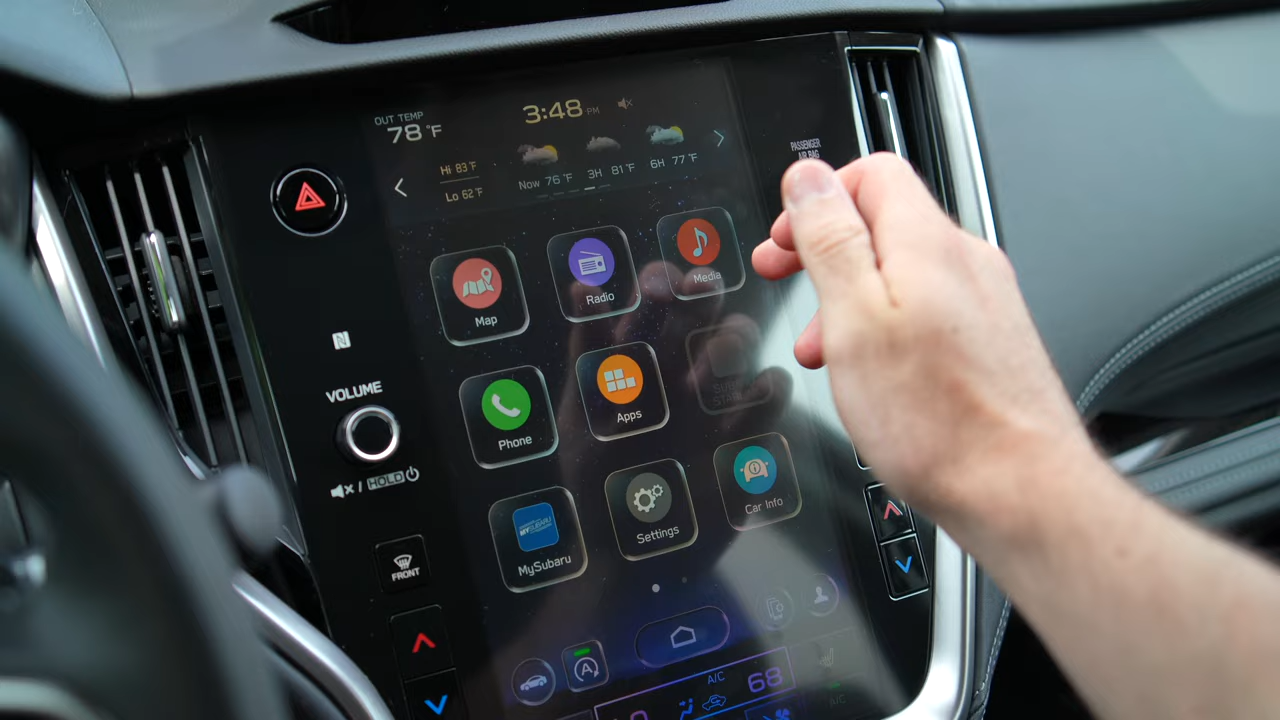 OUT TEMP
78 °F
3:48 PM
Hi 83°F
Lo 62°F
Now 76 °F
3H 81°F
6H 77°F
PASSENGER
AIR BAG
Map
Radio
Media
VOLUME
/ HOLD
Phone
Apps
FRONT
MySubaru
Settings
Car Info
A
A/C
68